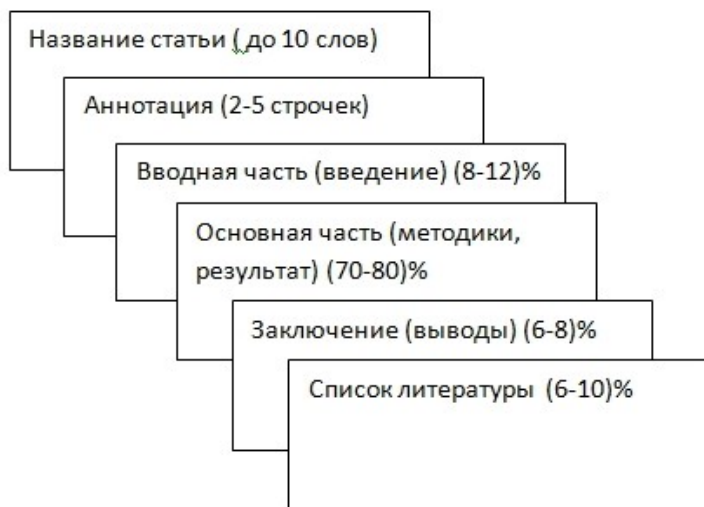 Название статьи ( до 10 слов)
Аннотация (2-5 строчек)
Вводная часть (введение) (8-12)%
Основная часть (методики,
результат) (70-80)%
Заключение (выводы) (6-8)%
Список литературы (6-10)%